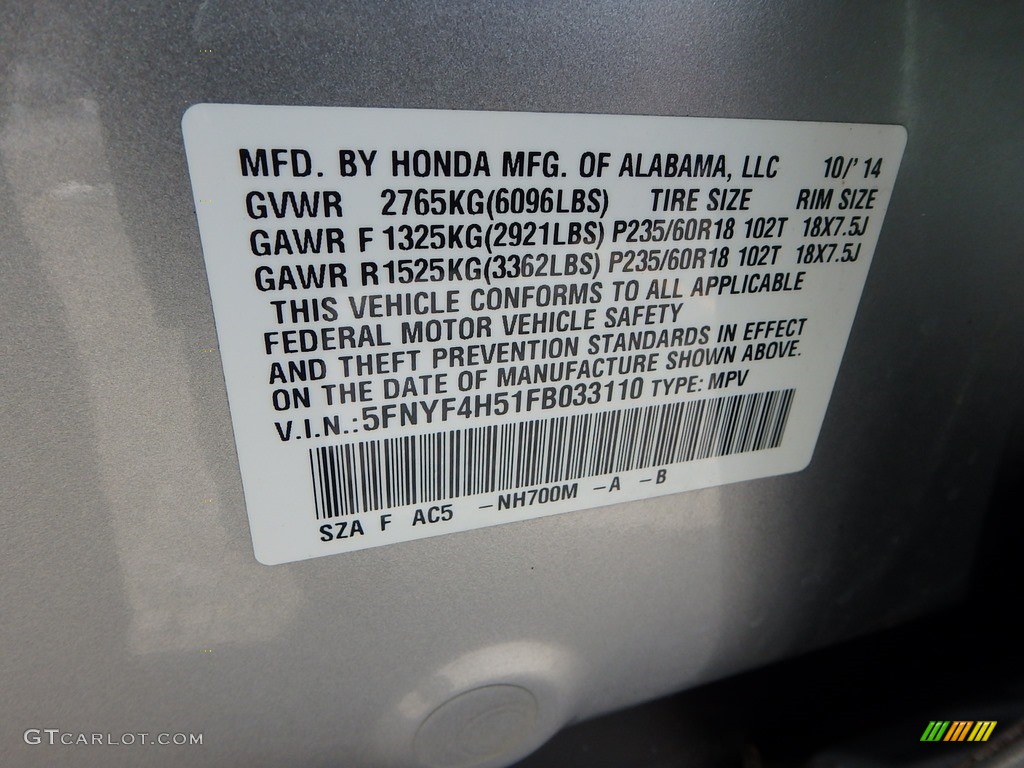 MFD. BY HONDA MFG. OF ALABAMA, LLC 10/' 14
GVWR 2765KG(6096LBS) TIRE SIZE RIM SIZE
GAWR F 1325KG(2921LBS) P235/60R18 102T 18X7.5J
GAWR R1525KG(3362LBS) P235/60R18 102T 18X7.5J
THIS VEHICLE CONFORMS TO ALL APPLICABLE
FEDERAL MOTOR VEHICLE SAFETY
AND THEFT PREVENTION STANDARDS IN EFFECT
ON THE DATE OF MANUFACTURE SHOWN ABOVE.
V.I.N.:5FNYF4H51FB033110 TYPE: MPV
SZA F AC5 -NH700M -A -B
GTCARLOT.COM